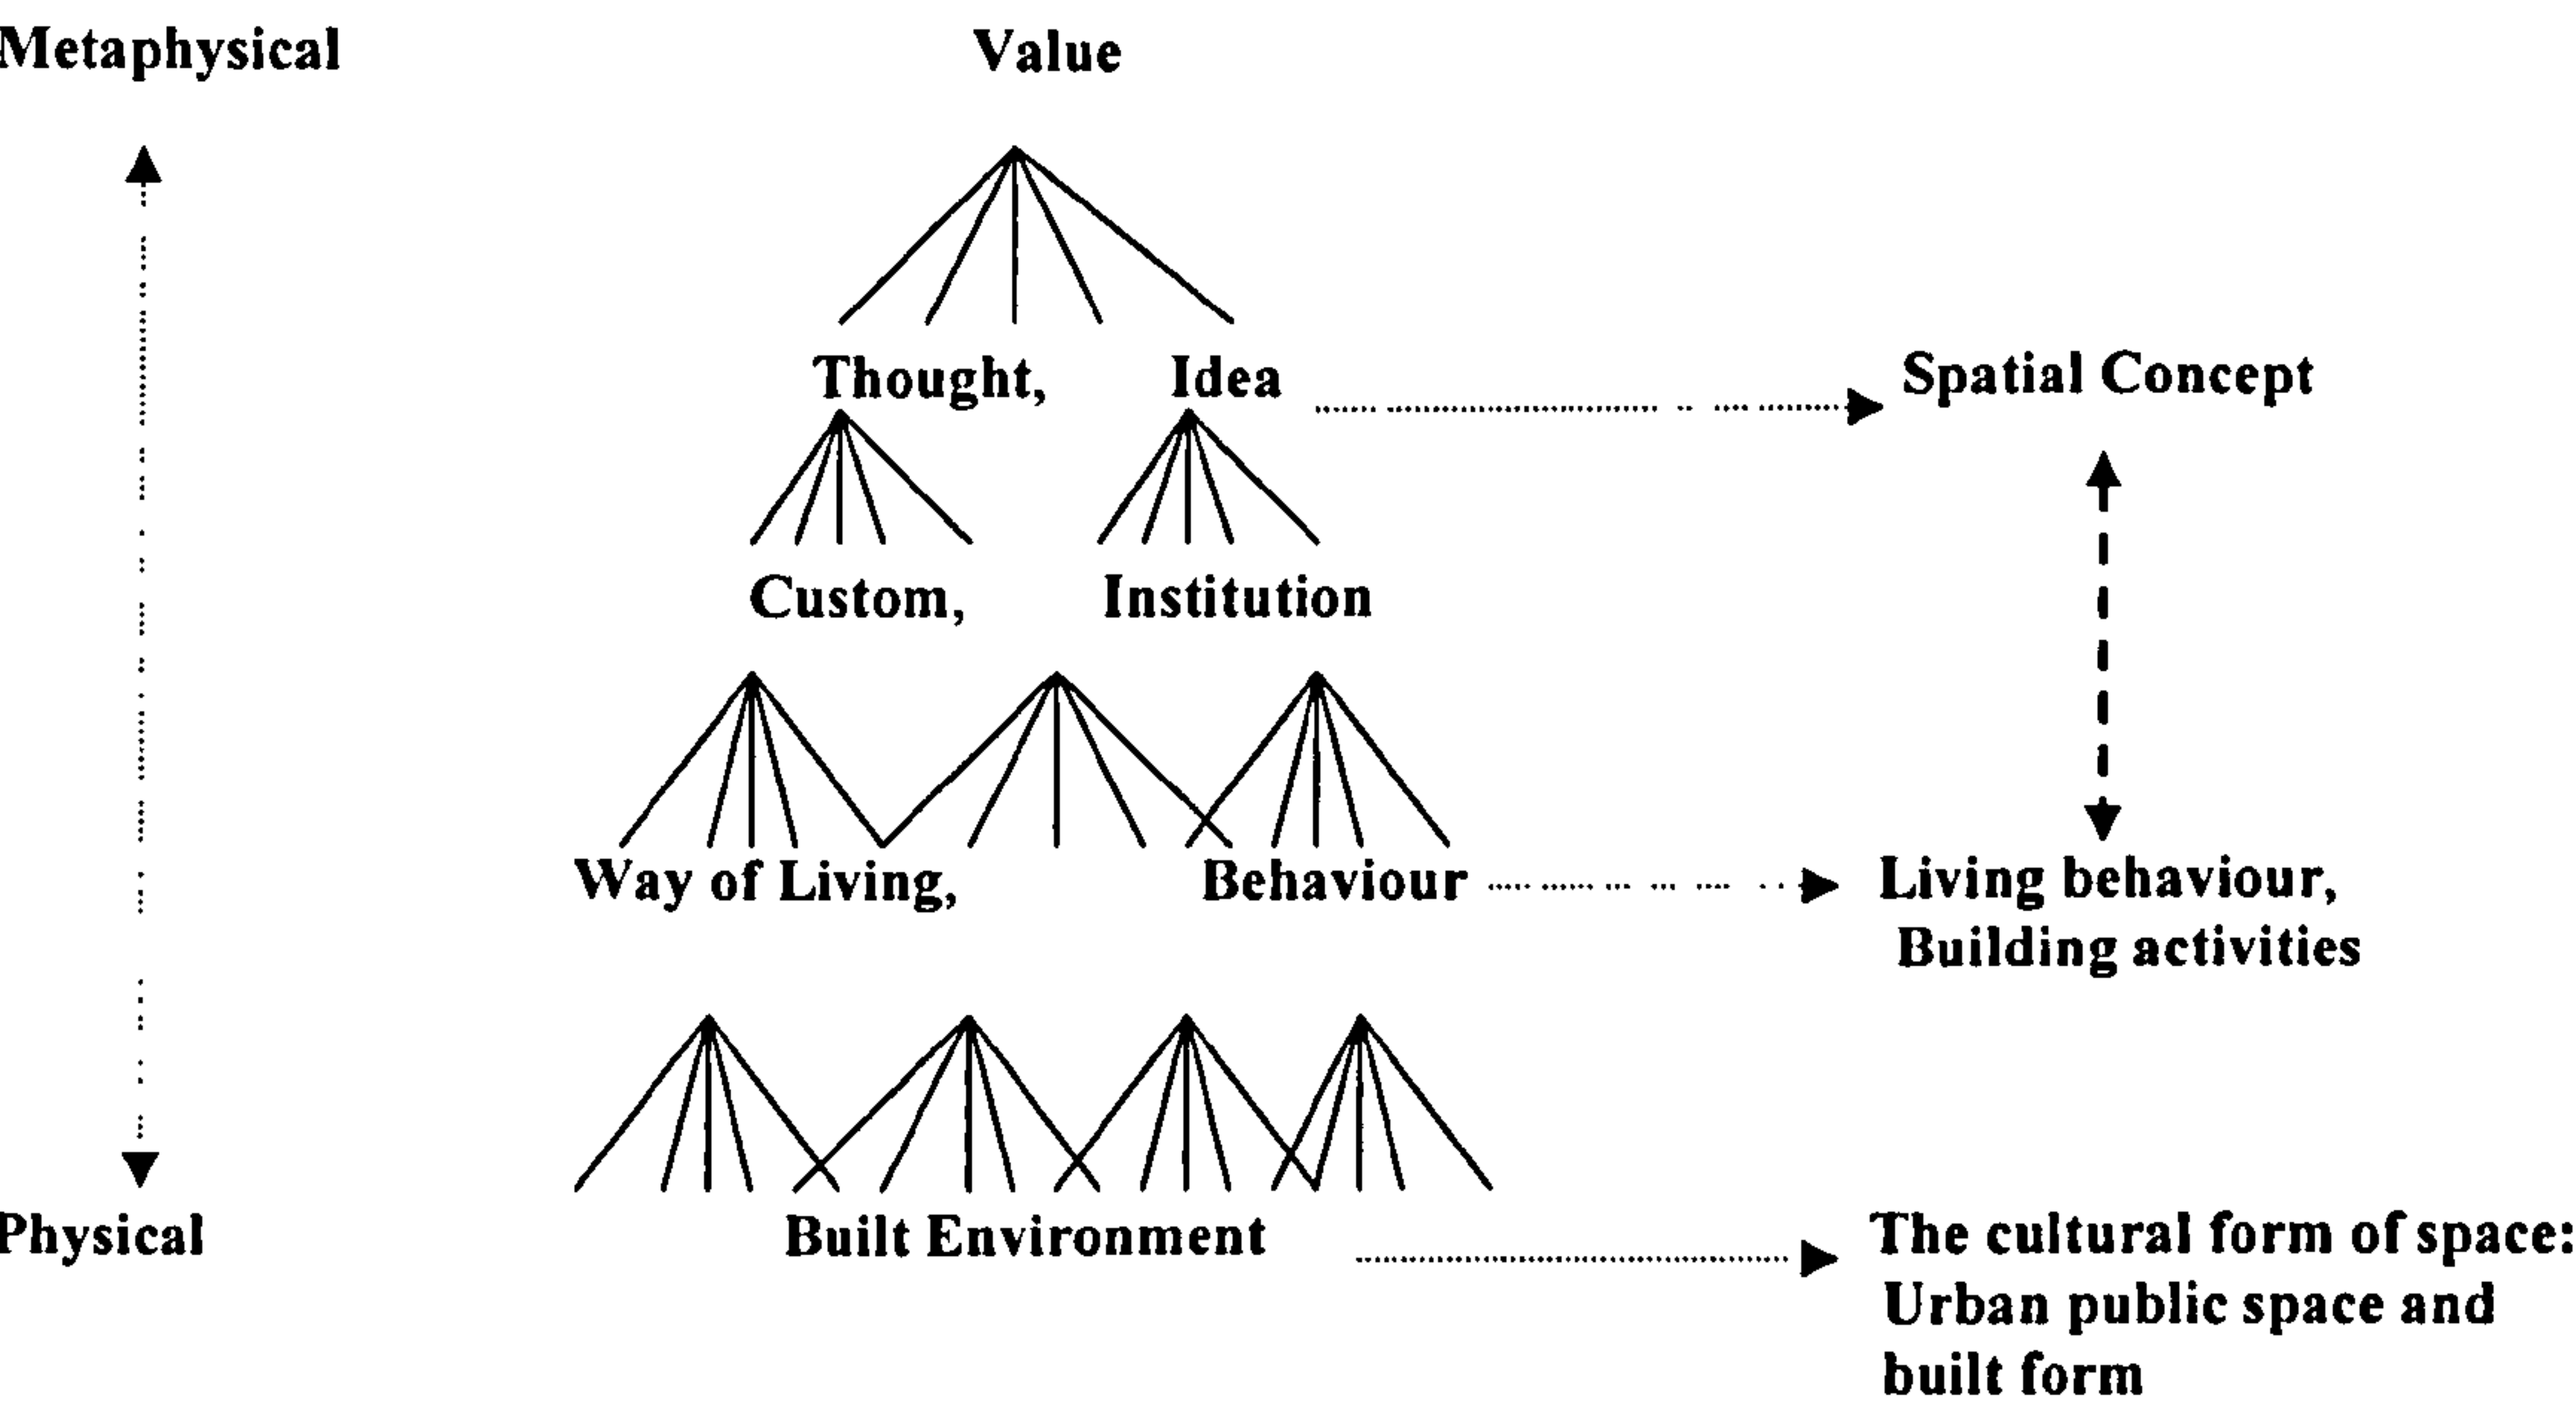 Metaphysical
Value
Thought, Idea
Spatial Concept
Custom, Institution
Way of Living, Behaviour
Living behaviour,
Building activities
Physical
Built Environment
The cultural form of space:
Urban public space and
built form